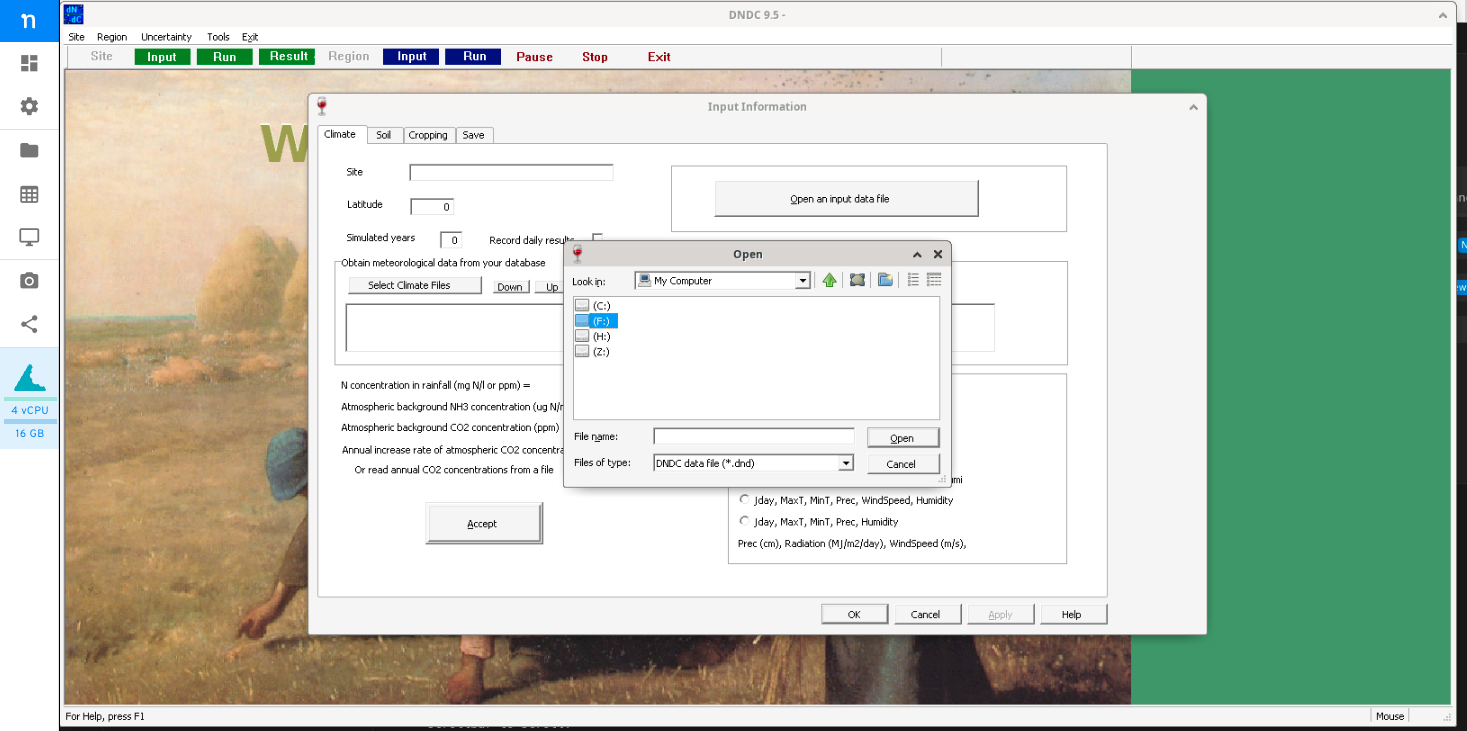 n
DNDC 9.5 -
Site Region Uncertainty Tools Exit
Site Input Run Result Region Input Run Pause Stop Exit
W
Input Information
Climate Soil Cropping Save
Site
Open an input data file
Latitude 0
Simulated years 0 Record daily results
Obtain meteorological data from your database
Select Climate Files Down Up
Open
Look in: My Computer
(C:)
(F:)
(H:)
(Z:)
File name: Open
Files of type: DNDC data file (*.dnd) Cancel
N concentration in rainfall (mg N/l or ppm) =
Atmospheric background NH3 concentration (ug N/
Atmospheric background CO2 concentration (ppm)
Annual increase rate of atmospheric CO2 concentra
Or read annual CO2 concentrations from a file
Accept
Jday, MaxT, MinT, Prec, WindSpeed, Humidity
Jday, MaxT, MinT, Prec, Humidity
Prec (cm), Radiation (MJ/m2/day), WindSpeed (m/s),
OK Cancel Apply Help
4 vCPU
16 GB
For Help, press F1
Mouse